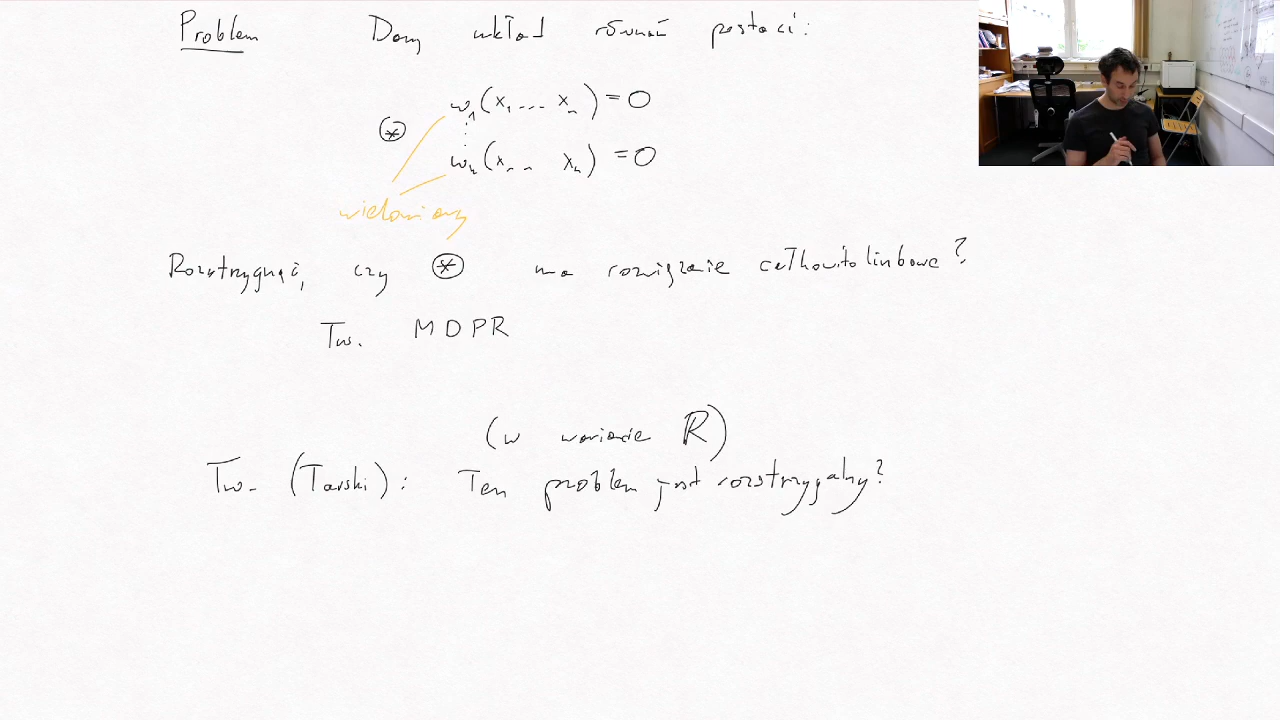 Problem Dany układ równań postaci:
w₁(x₁ ... xₙ) = 0
⊛ ⋮
wₖ(x₁ ... xₙ) = 0
wielomiany
Rozstrzygnąć, czy ⊛ ma rozwiązanie całkowitoliczbowe?
Tw. MDPR
(w wariancie ℝ)
Tw. (Tarski): Ten problem jest rozstrzygalny?